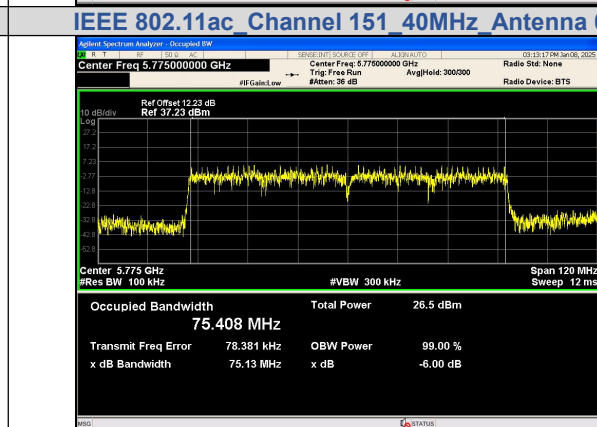 IEEE 802.11ac_Channel 151_40MHz_Antenna
Agilent Spectrum Analyzer - Occupied BW
R T RF 50 Ω AC SENSE:INT SOURCE OFF ALIGN AUTO 03:13:17 PM Jan 08, 2025
Center Freq 5.775000000 GHz Center Freq: 5.775000000 GHz Radio Std: None
Trig: Free Run Avg|Hold: 300/300
#IFGain:Low #Atten: 36 dB Radio Device: BTS
Ref Offset 12.23 dB
10 dB/div Ref 37.23 dBm
Log
27.2
17.2
7.23
-2.77
-12.8
-22.8
-32.8
-42.8
-52.8
Center 5.775 GHz Span 120 MHz
#Res BW 100 kHz #VBW 300 kHz Sweep 12 ms
Occupied Bandwidth Total Power 26.5 dBm
75.408 MHz
Transmit Freq Error 78.381 kHz OBW Power 99.00 %
x dB Bandwidth 75.13 MHz x dB -6.00 dB
MSG STATUS